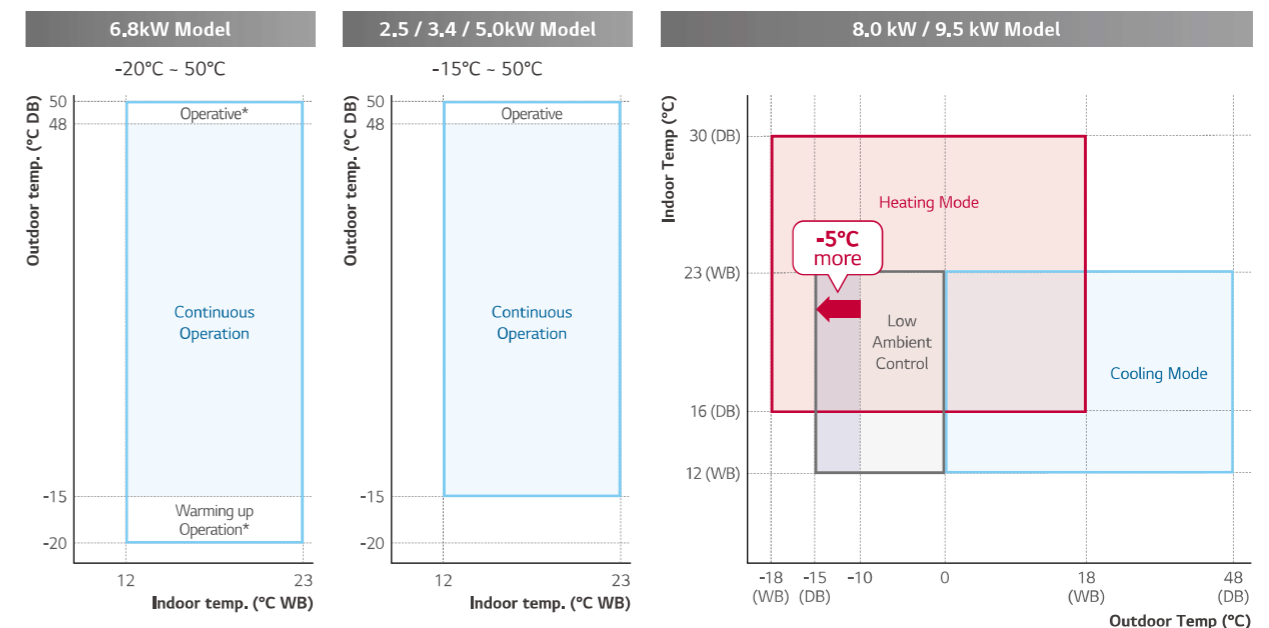 6.8kW Model
-20°C ~ 50°C
Outdoor temp. (°C DB)
50
48
Operative*
Continuous
Operation
-15
Warming up
Operation*
-20
12
23
Indoor temp. (°C WB)
2.5 / 3.4 / 5.0kW Model
-15°C ~ 50°C
Outdoor temp. (°C DB)
50
48
Operative
Continuous
Operation
-15
-20
12
23
Indoor temp. (°C WB)
8.0 kW / 9.5 kW Model
Indoor Temp (°C)
30 (DB)
Heating Mode
-5°C
more
23 (WB)
Low
Ambient
Control
Cooling Mode
16 (DB)
12 (WB)
-18 -15 -10 0 18 48
(WB) (DB) (WB) (DB)
Outdoor Temp (°C)